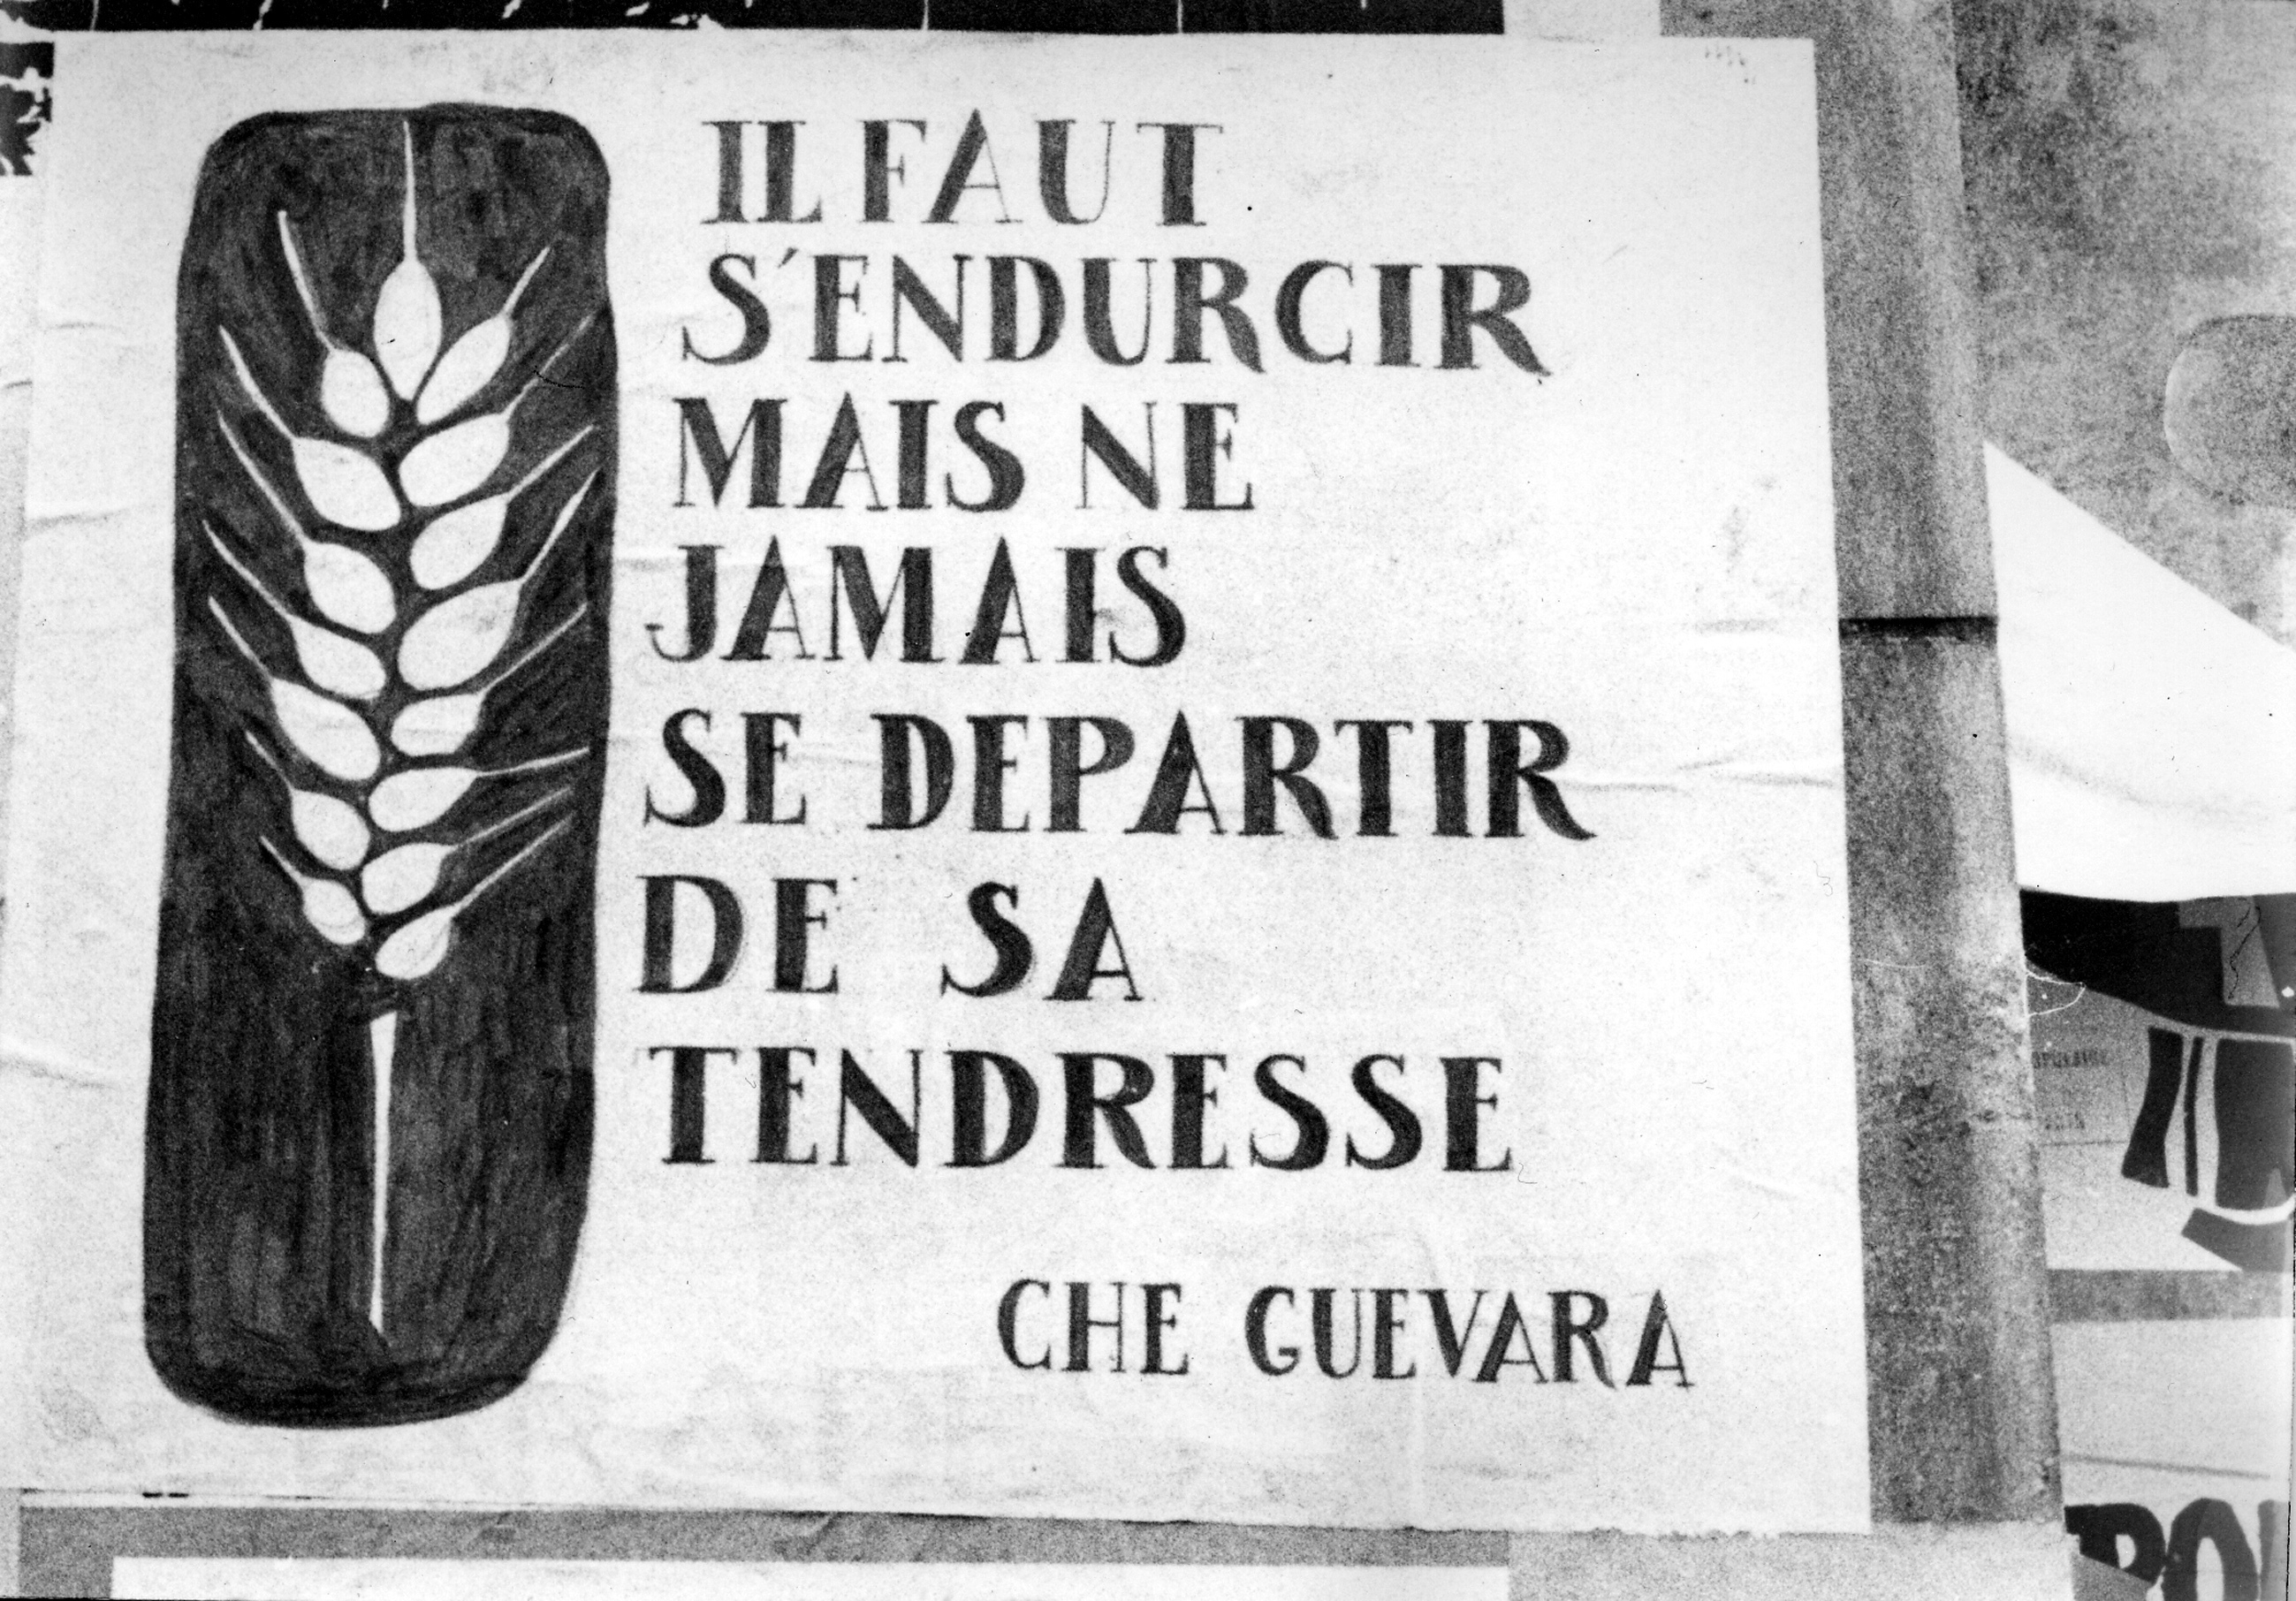 IL FAUT
S'ENDURCIR
MAIS NE
JAMAIS
SE DEPARTIR
DE SA
TENDRESSE
CHE GUEVARA